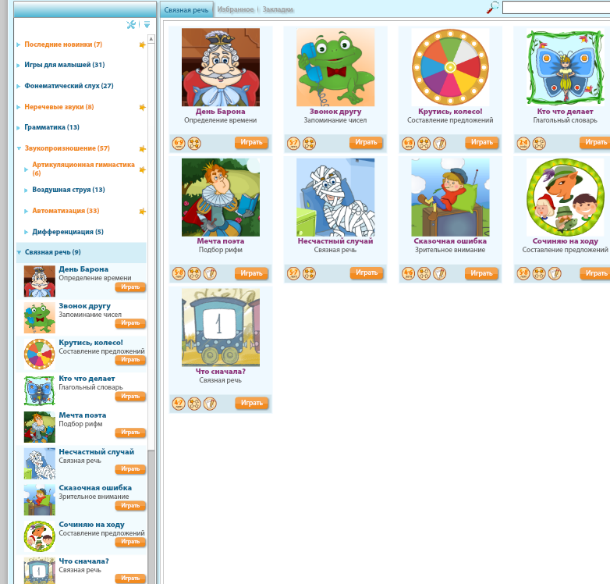 Связная речь
Избранное
Закладки
Последние новинки (7)
Игры для малышей (31)
Фонематический слух (27)
Неречевые звуки (8)
Грамматика (13)
Звукопроизношение (57)
Артикуляционная гимнастика
(6)
Воздушная струя (13)
Автоматизация (33)
Дифференциация (5)
Связная речь (9)
День Барона
Определение времени
Играть
Звонок другу
Запоминание чисел
Играть
Крутись, колесо!
Составление предложений
Играть
Кто что делает
Глагольный словарь
Играть
Мечта поэта
Подбор рифм
Играть
Несчастный случай
Связная речь
Играть
Сказочная ошибка
Зрительное внимание
Играть
Сочиняю на ходу
Составление предложений
Играть
Что сначала?
Связная речь
Играть
День Барона
Определение времени
Играть
Звонок другу
Запоминание чисел
Играть
Крутись, колесо!
Составление предложений
Играть
Кто что делает
Глагольный словарь
Играть
Мечта поэта
Подбор рифм
Играть
Несчастный случай
Связная речь
Играть
Сказочная ошибка
Зрительное внимание
Играть
Сочиняю на ходу
Составление предложений
Играть
1
Что сначала?
Связная речь
Играть